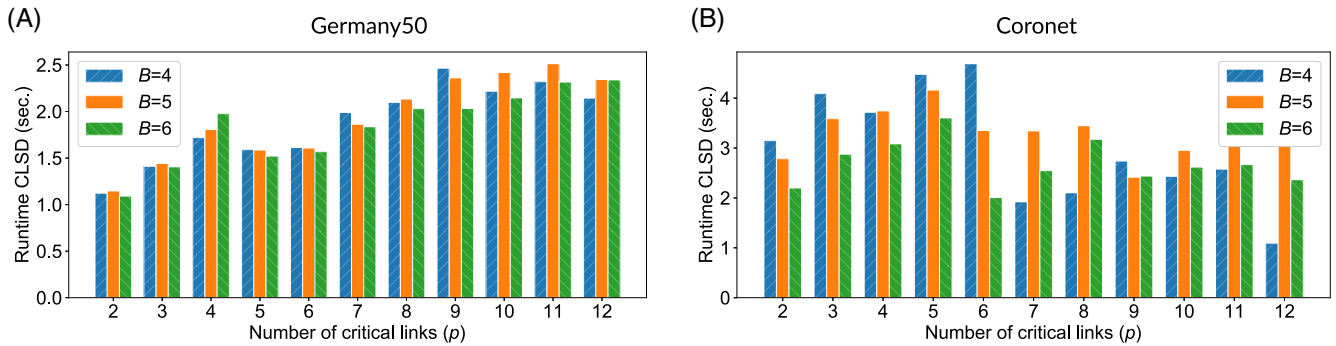 (A)
Germany50
Runtime CLSD (sec.)
2.5
2.0
1.5
1.0
0.5
0.0
B=4
B=5
B=6
2 3 4 5 6 7 8 9 10 11 12
Number of critical links (p)
(B)
Coronet
Runtime CLSD (sec.)
4
3
2
1
0
B=4
B=5
B=6
2 3 4 5 6 7 8 9 10 11 12
Number of critical links (p)